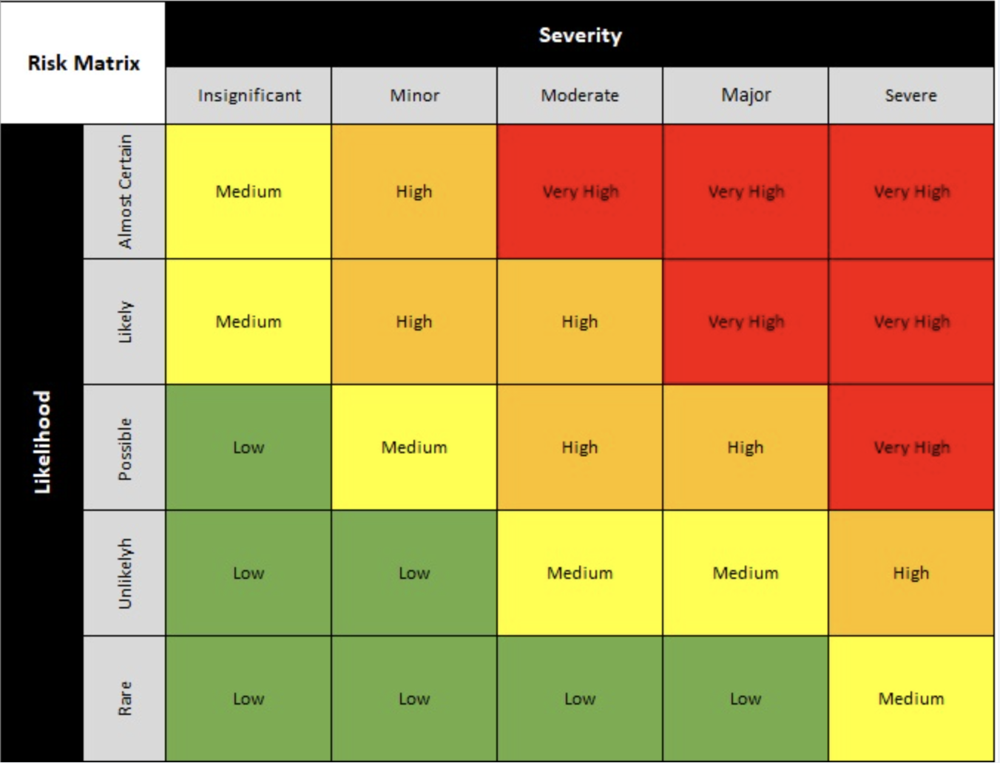 Risk Matrix
Severity
Insignificant Minor Moderate Major Severe
Likelihood
Almost Certain Medium High Very High Very High Very High
Likely Medium High High Very High Very High
Possible Low Medium High High Very High
Unlikelyh Low Low Medium Medium High
Rare Low Low Low Low Medium